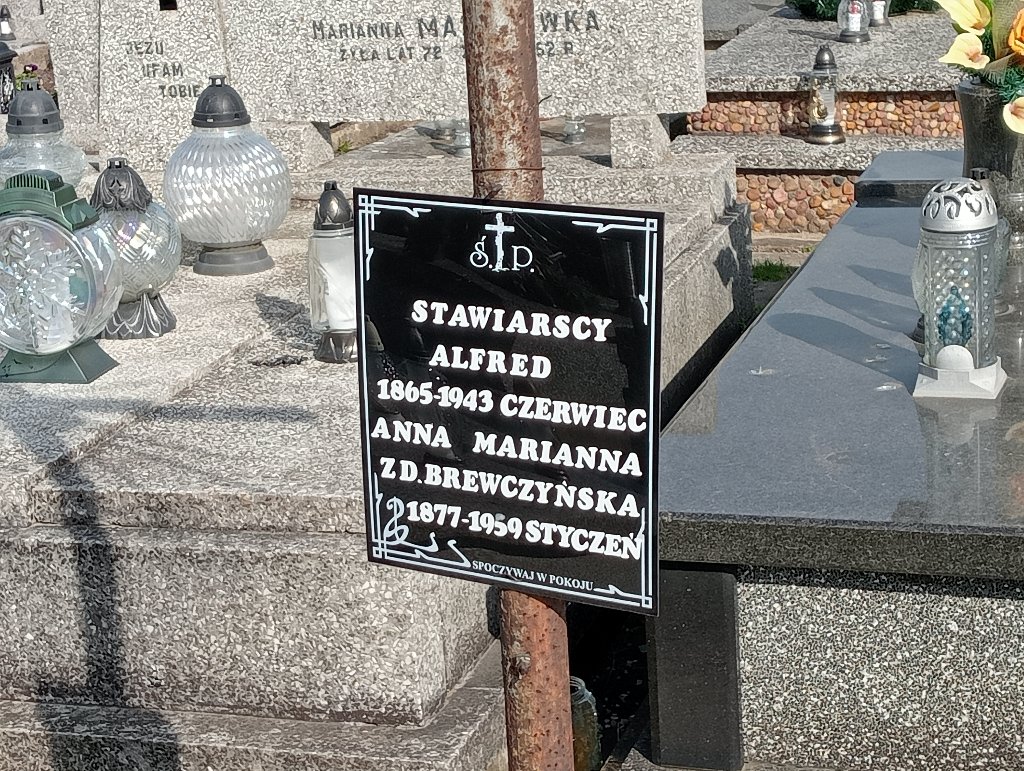 JEZU
UFAM
TOBIE
MARIANNA
ŻYŁA LAT 72
Ś.P.
STAWIARSCY
ALFRED
1865-1943 CZERWIEC
ANNA MARIANNA
Z D. BREWCZYŃSKA
1877-1959 STYCZEŃ
SPOCZYWAJ W POKOJU